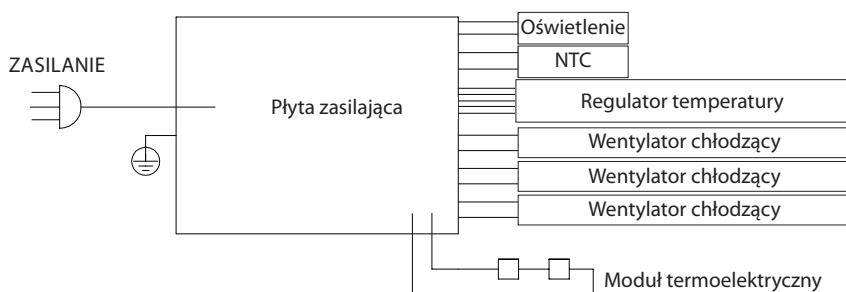 Oświetlenie
ZASILANIE
NTC
Płyta zasilająca
Regulator temperatury
Wentylator chłodzący
Wentylator chłodzący
Wentylator chłodzący
Moduł termoelektryczny